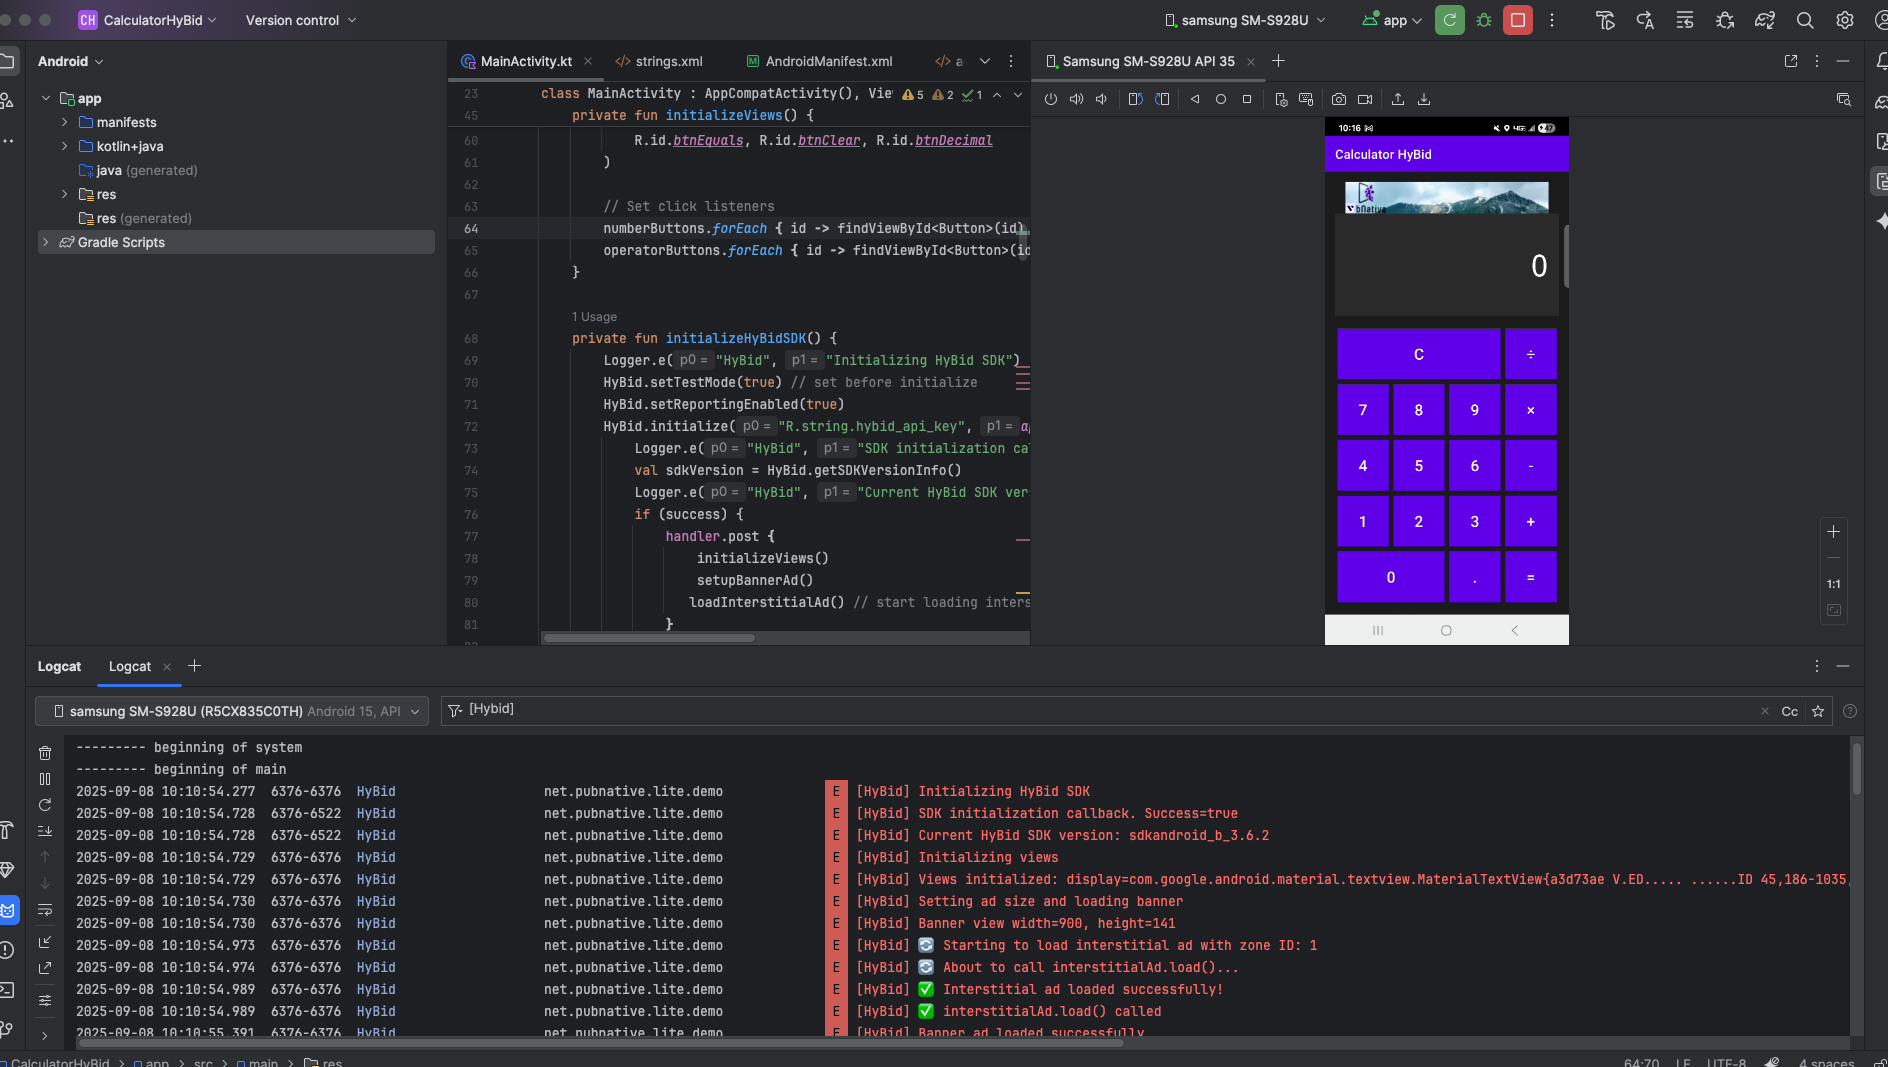 CH CalculatorHyBid
Version control
samsung SM-S928U
app
Android
MainActivity.kt
strings.xml
AndroidManifest.xml
a
Samsung SM-S928U API 35
app
manifests
kotlin+java
java (generated)
res
res (generated)
Gradle Scripts
23 class MainActivity : AppCompatActivity(), Vie
5 2 1
45 private fun initializeViews() {
60 R.id.btnEquals, R.id.btnClear, R.id.btnDecimal
61 )
62
63 // Set click listeners
64 numberButtons.forEach { id -> findViewById<Button>(id)
65 operatorButtons.forEach { id -> findViewById<Button>(id
66 }
67
1 Usage
68 private fun initializeHyBidSDK() {
69 Logger.e( p0 = "HyBid", p1 = "Initializing HyBid SDK")
70 HyBid.setTestMode(true) // set before initialize
71 HyBid.setReportingEnabled(true)
72 HyBid.initialize( p0 = "R.string.hybid_api_key", p1 = ap
73 Logger.e( p0 = "HyBid", p1 = "SDK initialization cal
74 val sdkVersion = HyBid.getSDKVersionInfo()
75 Logger.e( p0 = "HyBid", p1 = "Current HyBid SDK vers
76 if (success) {
77 handler.post {
78 initializeViews()
79 setupBannerAd()
80 loadInterstitialAd() // start loading inters
81 }
10:16
47
Calculator HyBid
bNative
0
C ÷
7 8 9 ×
4 5 6 -
1 2 3 +
0 . =
1:1
Logcat
Logcat
samsung SM-S928U (R5CX835C0TH) Android 15, API
[Hybid]
Cc
--------- beginning of system
--------- beginning of main
2025-09-08 10:10:54.277 6376-6376 HyBid net.pubnative.lite.demo E [HyBid] Initializing HyBid SDK
2025-09-08 10:10:54.728 6376-6522 HyBid net.pubnative.lite.demo E [HyBid] SDK initialization callback. Success=true
2025-09-08 10:10:54.728 6376-6522 HyBid net.pubnative.lite.demo E [HyBid] Current HyBid SDK version: sdkandroid_b_3.6.2
2025-09-08 10:10:54.729 6376-6376 HyBid net.pubnative.lite.demo E [HyBid] Initializing views
2025-09-08 10:10:54.729 6376-6376 HyBid net.pubnative.lite.demo E [HyBid] Views initialized: display=com.google.android.material.textview.MaterialTextView{a3d73ae V.ED..... ......ID 45,186-1035,
2025-09-08 10:10:54.730 6376-6376 HyBid net.pubnative.lite.demo E [HyBid] Setting ad size and loading banner
2025-09-08 10:10:54.730 6376-6376 HyBid net.pubnative.lite.demo E [HyBid] Banner view width=900, height=141
2025-09-08 10:10:54.973 6376-6376 HyBid net.pubnative.lite.demo E [HyBid] 🔄 Starting to load interstitial ad with zone ID: 1
2025-09-08 10:10:54.974 6376-6376 HyBid net.pubnative.lite.demo E [HyBid] 🔄 About to call interstitialAd.load()...
2025-09-08 10:10:54.989 6376-6376 HyBid net.pubnative.lite.demo E [HyBid] ✅ Interstitial ad loaded successfully!
2025-09-08 10:10:54.989 6376-6376 HyBid net.pubnative.lite.demo E [HyBid] ✅ interstitialAd.load() called
2025-09-08 10:10:55.391 6376-6376 HyBid net.pubnative.lite.demo E [HyBid] Banner ad loaded successfully
CalculatorHyBid > app > src > main > res
64:70 LF UTF-8 4 spaces